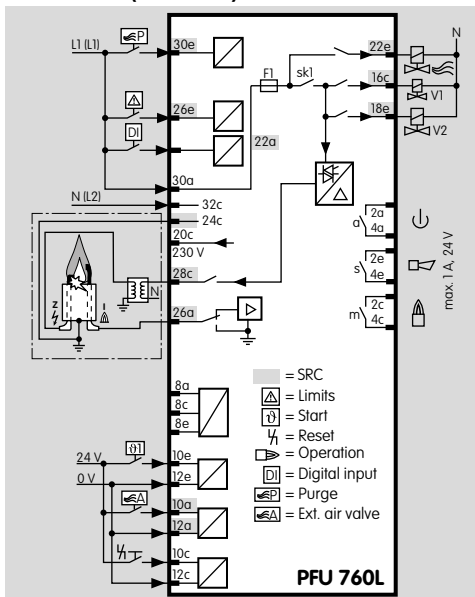 L1 (L1)
P
30e
26e
DI
22a
30a
N (L2)
32c
24c
20c
230 V
28c
N
Z
I
26a
F1
sk1
22e
16c
18e
N
V1
V2
a
2a
4a
s
2e
4e
m
2c
4c
max. 1 A, 24 V
8a
8c
8e
24 V
ϑ1
10e
0 V
12e
A
10a
12a
10c
12c
= SRC
= Limits
ϑ = Start
= Reset
= Operation
DI = Digital input
P = Purge
A = Ext. air valve
PFU 760L